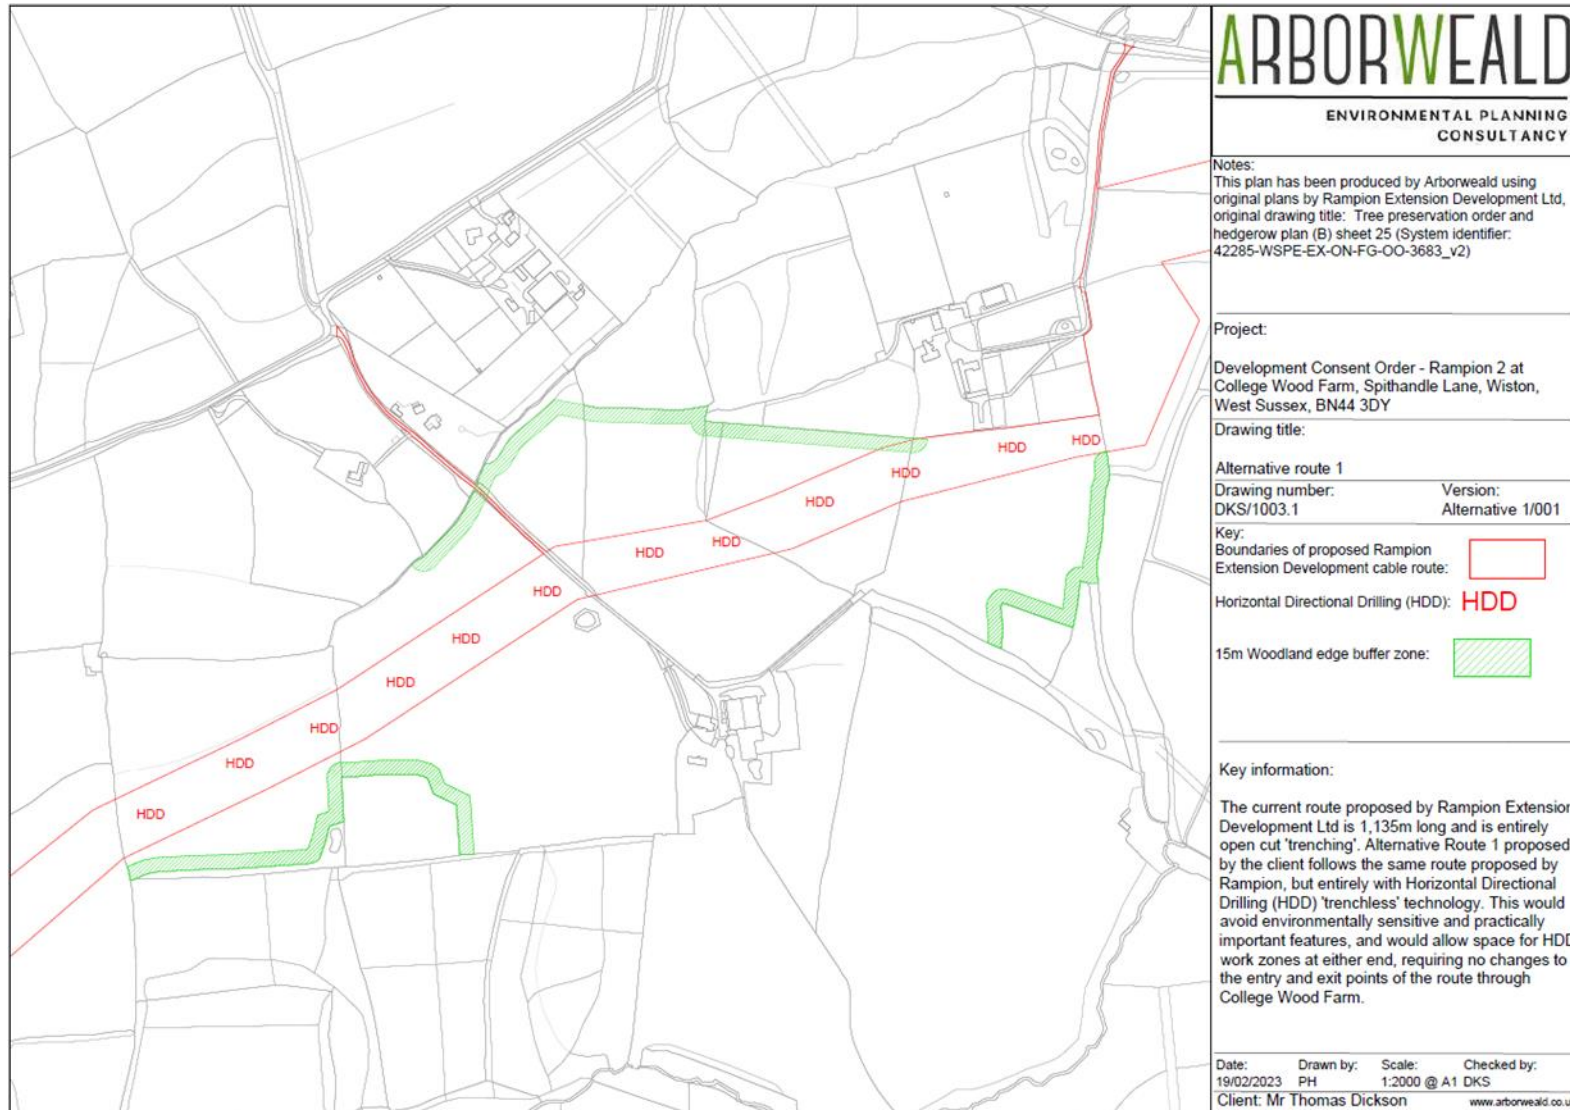 ARBORWEALD
ENVIRONMENTAL PLANNING
CONSULTANCY
Notes:
This plan has been produced by Arborweald using
original plans by Rampion Extension Development Ltd,
original drawing title: Tree preservation order and
hedgerow plan (B) sheet 25 (System identifier:
42285-WSPE-EX-ON-FG-OO-3683_v2)
Project:
Development Consent Order - Rampion 2 at
College Wood Farm, Spithandle Lane, Wiston,
West Sussex, BN44 3DY
Drawing title:
Alternative route 1
Drawing number: Version:
DKS/1003.1 Alternative 1/001
Key:
Boundaries of proposed Rampion
Extension Development cable route:
Horizontal Directional Drilling (HDD): HDD
15m Woodland edge buffer zone:
Key information:
The current route proposed by Rampion Extension
Development Ltd is 1,135m long and is entirely
open cut 'trenching'. Alternative Route 1 proposed
by the client follows the same route proposed by
Rampion, but entirely with Horizontal Directional
Drilling (HDD) 'trenchless' technology. This would
avoid environmentally sensitive and practically
important features, and would allow space for HDD
work zones at either end, requiring no changes to
the entry and exit points of the route through
College Wood Farm.
Date: Drawn by: Scale: Checked by:
19/02/2023 PH 1:2000 @ A1 DKS
Client: Mr Thomas Dickson www.arborweald.co.u
HDD
HDD
HDD
HDD
HDD
HDD
HDD
HDD
HDD
HDD
HDD
HDD
HDD